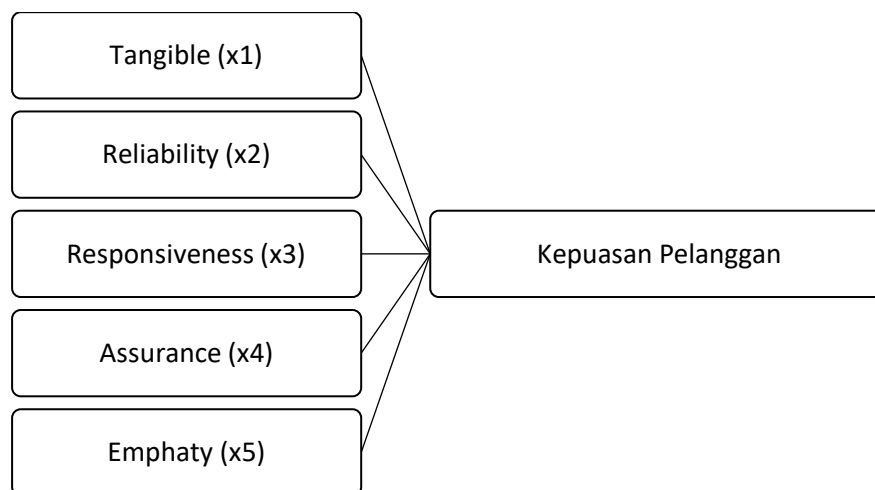 Tangible (x1)
Reliability (x2)
Responsiveness (x3)
Kepuasan Pelanggan
Assurance (x4)
Emphaty (x5)